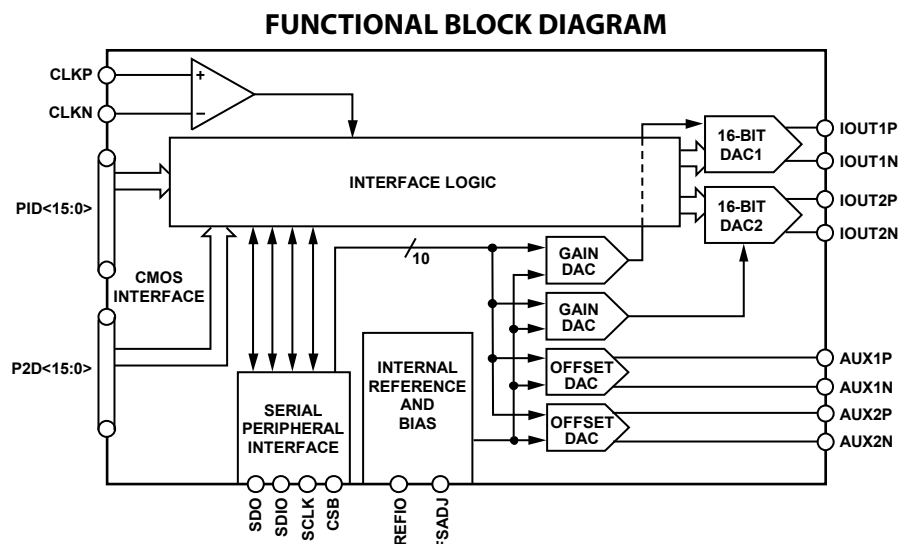 FUNCTIONAL BLOCK DIAGRAM
CLKP
CLKN
+
–
PID<15:0>
P2D<15:0>
CMOS
INTERFACE
INTERFACE LOGIC
16-BIT
DAC1
16-BIT
DAC2
IOUT1P
IOUT1N
IOUT2P
IOUT2N
10
GAIN
DAC
GAIN
DAC
OFFSET
DAC
OFFSET
DAC
AUX1P
AUX1N
AUX2P
AUX2N
SERIAL
PERIPHERAL
INTERFACE
INTERNAL
REFERENCE
AND
BIAS
SDO
SDIO
SCLK
CSB
REFIO
FSADJ